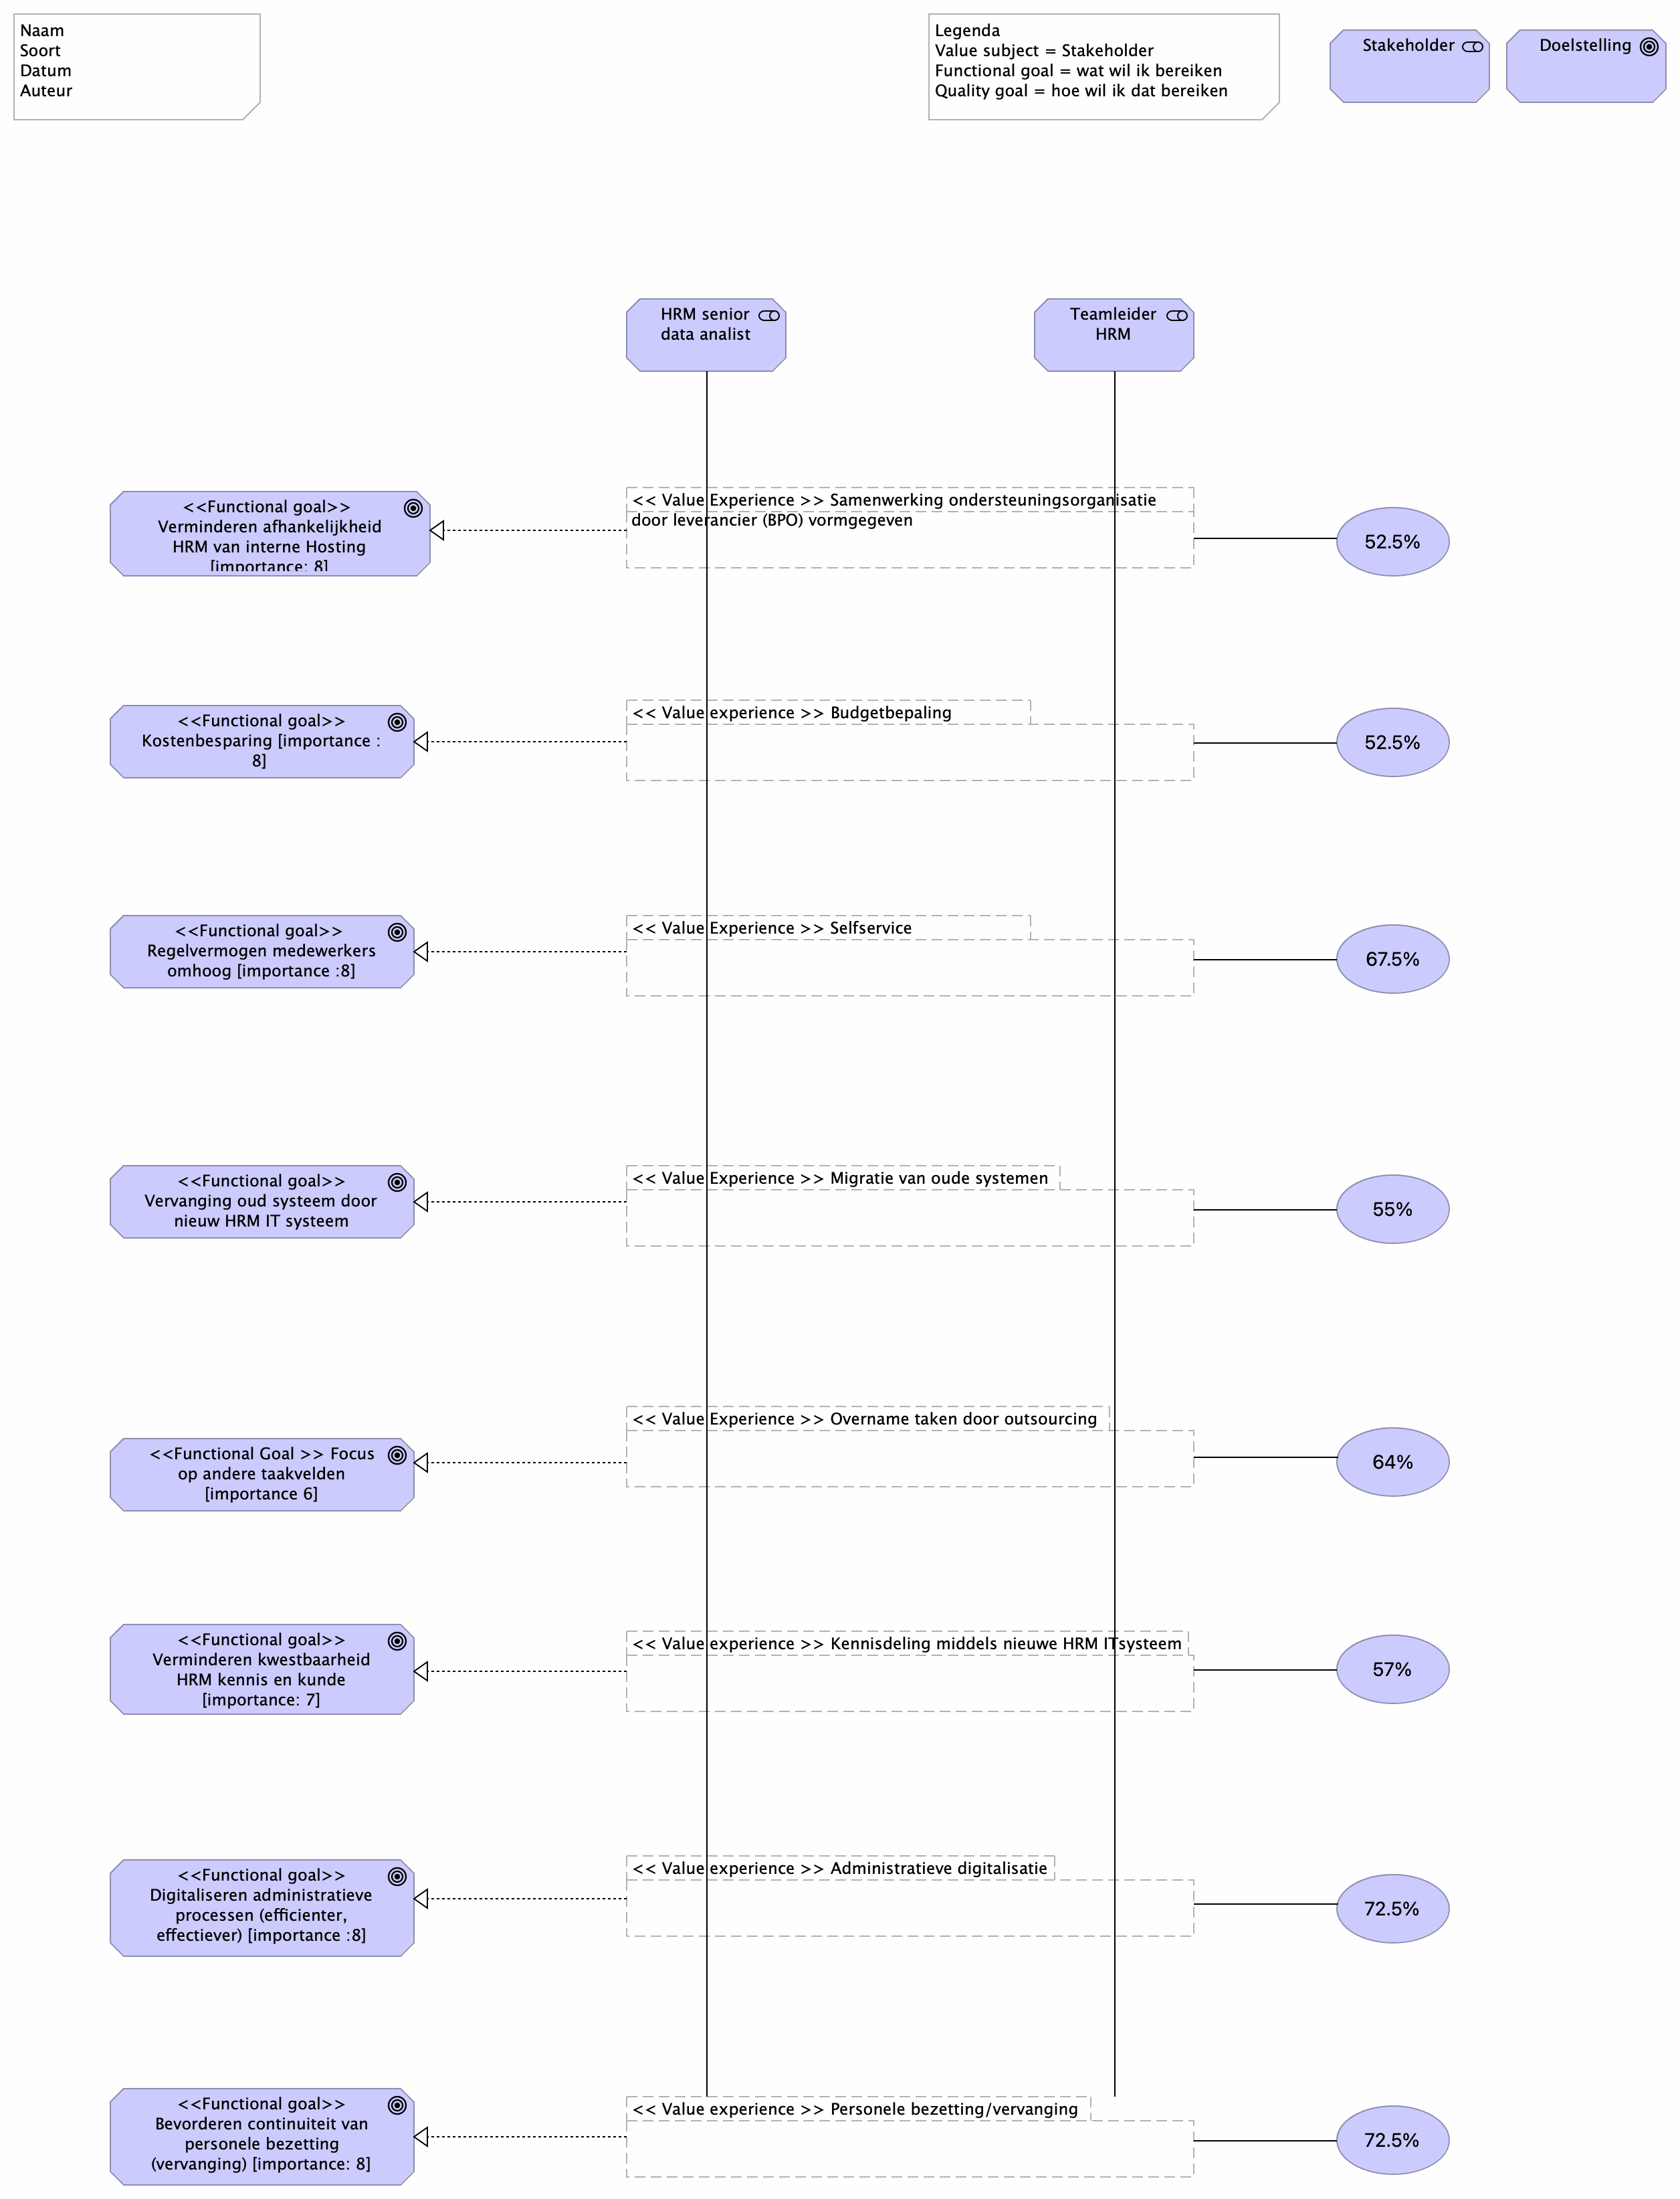 Naam
Soort
Datum
Auteur
Legenda
Value subject = Stakeholder
Functional goal = wat wil ik bereiken
Quality goal = hoe wil ik dat bereiken
Stakeholder
Doelstelling
HRM senior
data analist
Teamleider
HRM
<<Functional goal>>
Verminderen afhankelijkheid
HRM van interne Hosting
[importance: 8]
<< Value Experience >> Samenwerking ondersteuningsorganisatie
door leverancier (BPO) vormgegeven
52.5%
<<Functional goal>>
Kostenbesparing [importance :
8]
<< Value experience >> Budgetbepaling
52.5%
<<Functional goal>>
Regelvermogen medewerkers
omhoog [importance :8]
<< Value Experience >> Selfservice
67.5%
<<Functional goal>>
Vervanging oud systeem door
nieuw HRM IT systeem
<< Value Experience >> Migratie van oude systemen
55%
<<Functional Goal >> Focus
op andere taakvelden
[importance 6]
<< Value Experience >> Overname taken door outsourcing
64%
<<Functional goal>>
Verminderen kwestbaarheid
HRM kennis en kunde
[importance: 7]
<< Value experience >> Kennisdeling middels nieuwe HRM ITsysteem
57%
<<Functional goal>>
Digitaliseren administratieve
processen (efficienter,
effectiever) [importance :8]
<< Value experience >> Administratieve digitalisatie
72.5%
<<Functional goal>>
Bevorderen continuiteit van
personele bezetting
(vervanging) [importance: 8]
<< Value experience >> Personele bezetting/vervanging
72.5%